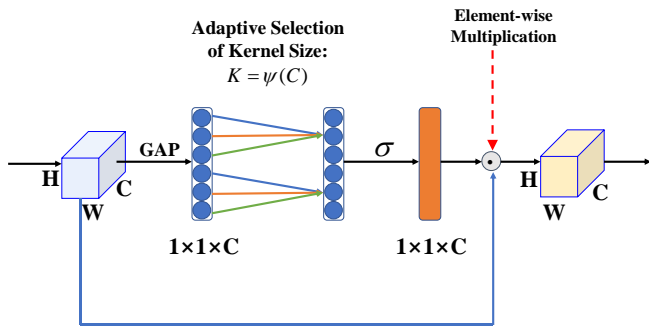 Adaptive Selection
of Kernel Size:
K = ψ(C)
Element-wise
Multiplication
H
W
C
GAP
1×1×C
σ
1×1×C
H
W
C